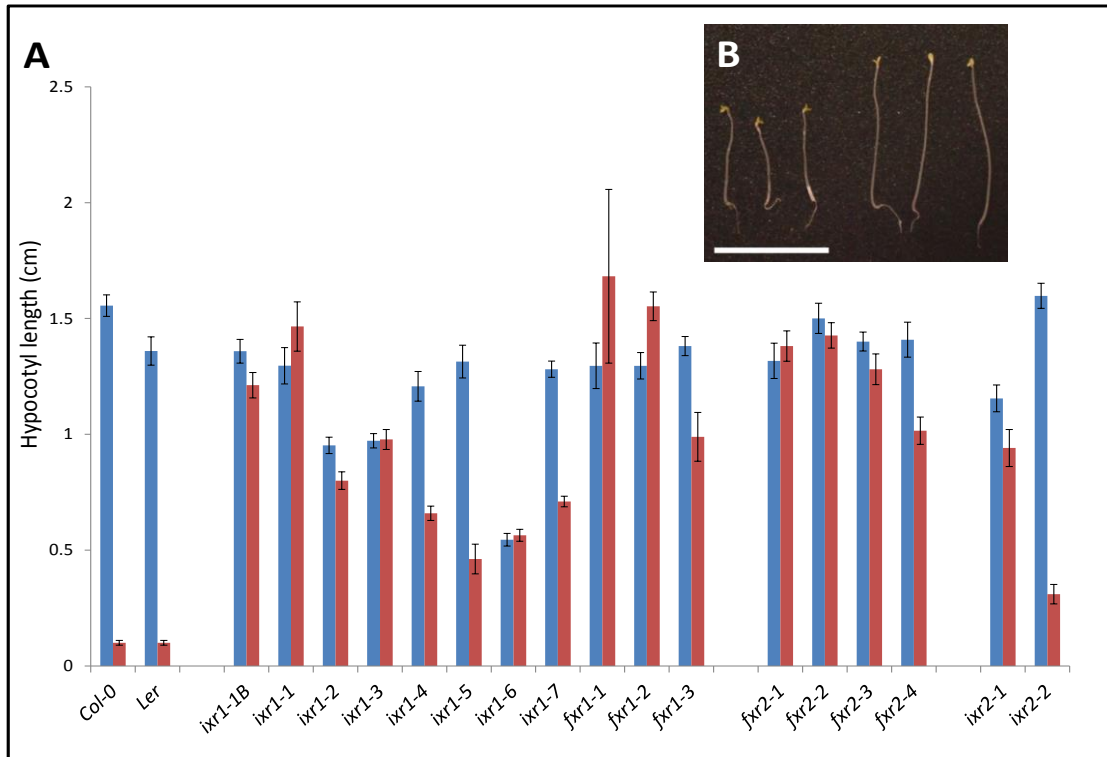 A
B
2.5
2
1.5
1
0.5
0
Hypocotyl length (cm)
Col-0
Ler
ixr1-1B
ixr1-1
ixr1-2
ixr1-3
ixr1-4
ixr1-5
ixr1-6
ixr1-7
fxr1-1
fxr1-2
fxr1-3
fxr2-1
fxr2-2
fxr2-3
fxr2-4
ixr2-1
ixr2-2